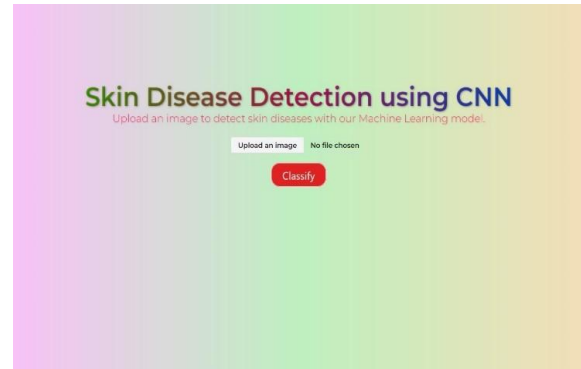 Skin Disease Detection using CNN
Upload an image to detect skin diseases with our Machine Learning model.
Upload an image No file chosen
Classify